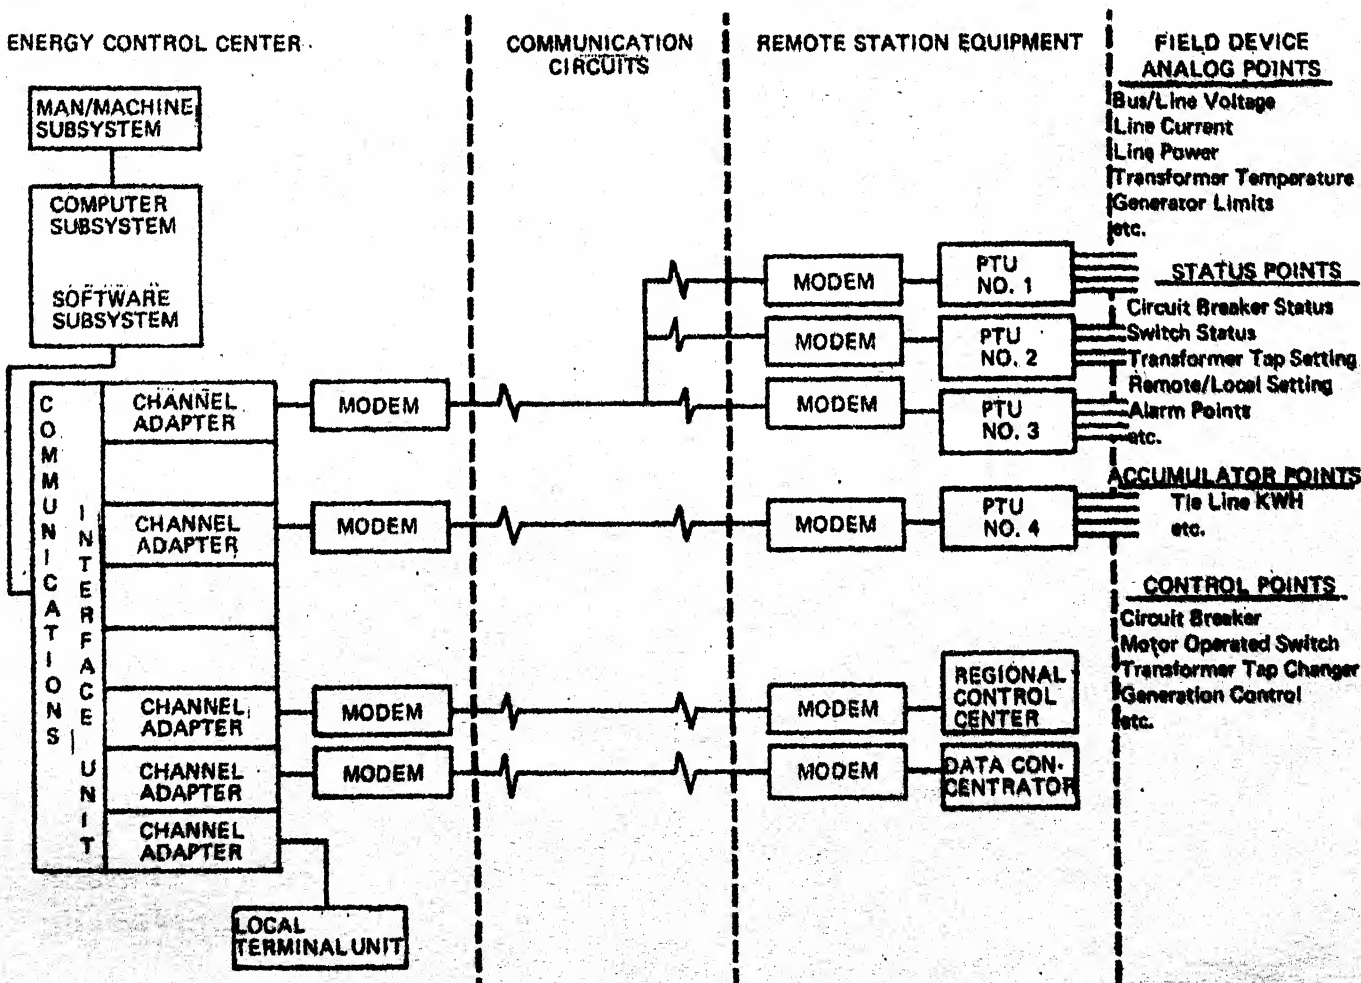 ENERGY CONTROL CENTER
MAN/MACHINE
SUBSYSTEM
COMPUTER
SUBSYSTEM
SOFTWARE
SUBSYSTEM
COMMUNICATIONS
INTERFACE UNIT
CHANNEL
ADAPTER
CHANNEL
ADAPTER
CHANNEL
ADAPTER
CHANNEL
ADAPTER
CHANNEL
ADAPTER
MODEM
MODEM
MODEM
MODEM
LOCAL
TERMINAL UNIT
COMMUNICATION
CIRCUITS
REMOTE STATION EQUIPMENT
MODEM
PTU
NO. 1
MODEM
PTU
NO. 2
MODEM
PTU
NO. 3
MODEM
PTU
NO. 4
MODEM
REGIONAL
CONTROL
CENTER
MODEM
DATA CON-
CENTRATOR
FIELD DEVICE
ANALOG POINTS
Bus/Line Voltage
Line Current
Line Power
Transformer Temperature
Generator Limits
etc.
STATUS POINTS
Circuit Breaker Status
Switch Status
Transformer Tap Setting
Remote/Local Setting
Alarm Points
etc.
ACCUMULATOR POINTS
Tie Line KWH
etc.
CONTROL POINTS
Circuit Breaker
Motor Operated Switch
Transformer Tap Changer
Generation Control
etc.